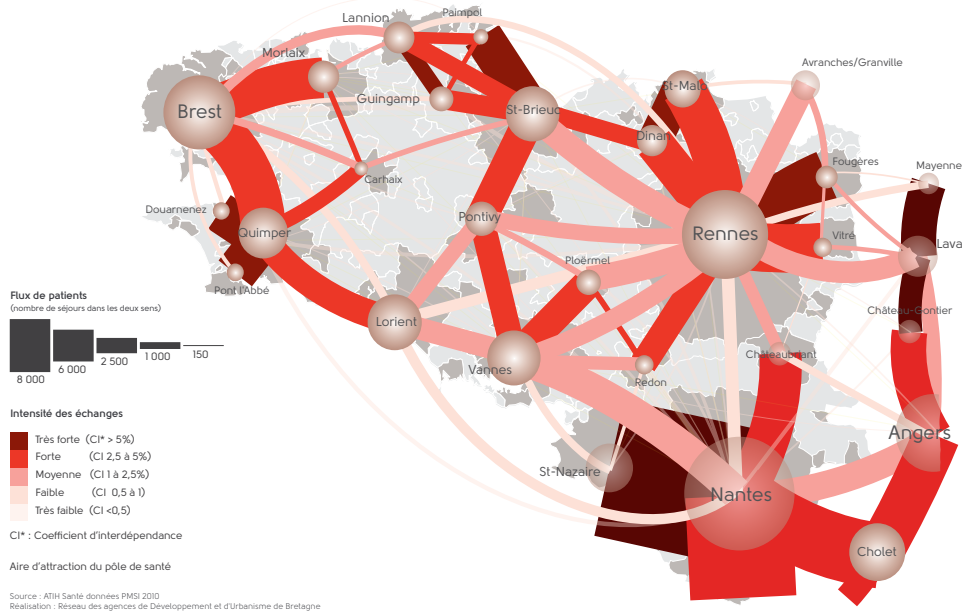 Lannion
Paimpol
Morlaix
Avranches/Granville
Brest
Guingamp
St-Brieuc
St-Malo
Dinan
Carhaix
Fougères
Mayenne
Douarnenez
Quimper
Pontivy
Rennes
Vitré
Lava
Ploërmel
Pont l'Abbé
Flux de patients
(nombre de séjours dans les deux sens)
8 000
6 000
2 500
1 000
150
Lorient
Château-Gontier
Châteaubriant
Vannes
Redon
Intensité des échanges
Très forte (CI* > 5%)
Forte (CI 2,5 à 5%)
Moyenne (CI 1 à 2,5%)
Faible (CI 0,5 à 1)
Très faible (CI <0,5)
Angers
St-Nazaire
Nantes
Cholet
CI* : Coefficient d'interdépendance
Aire d'attraction du pôle de santé
Source : ATIH Santé données PMSI 2010
Réalisation : Réseau des agences de Développement et d'Urbanisme de Bretagne